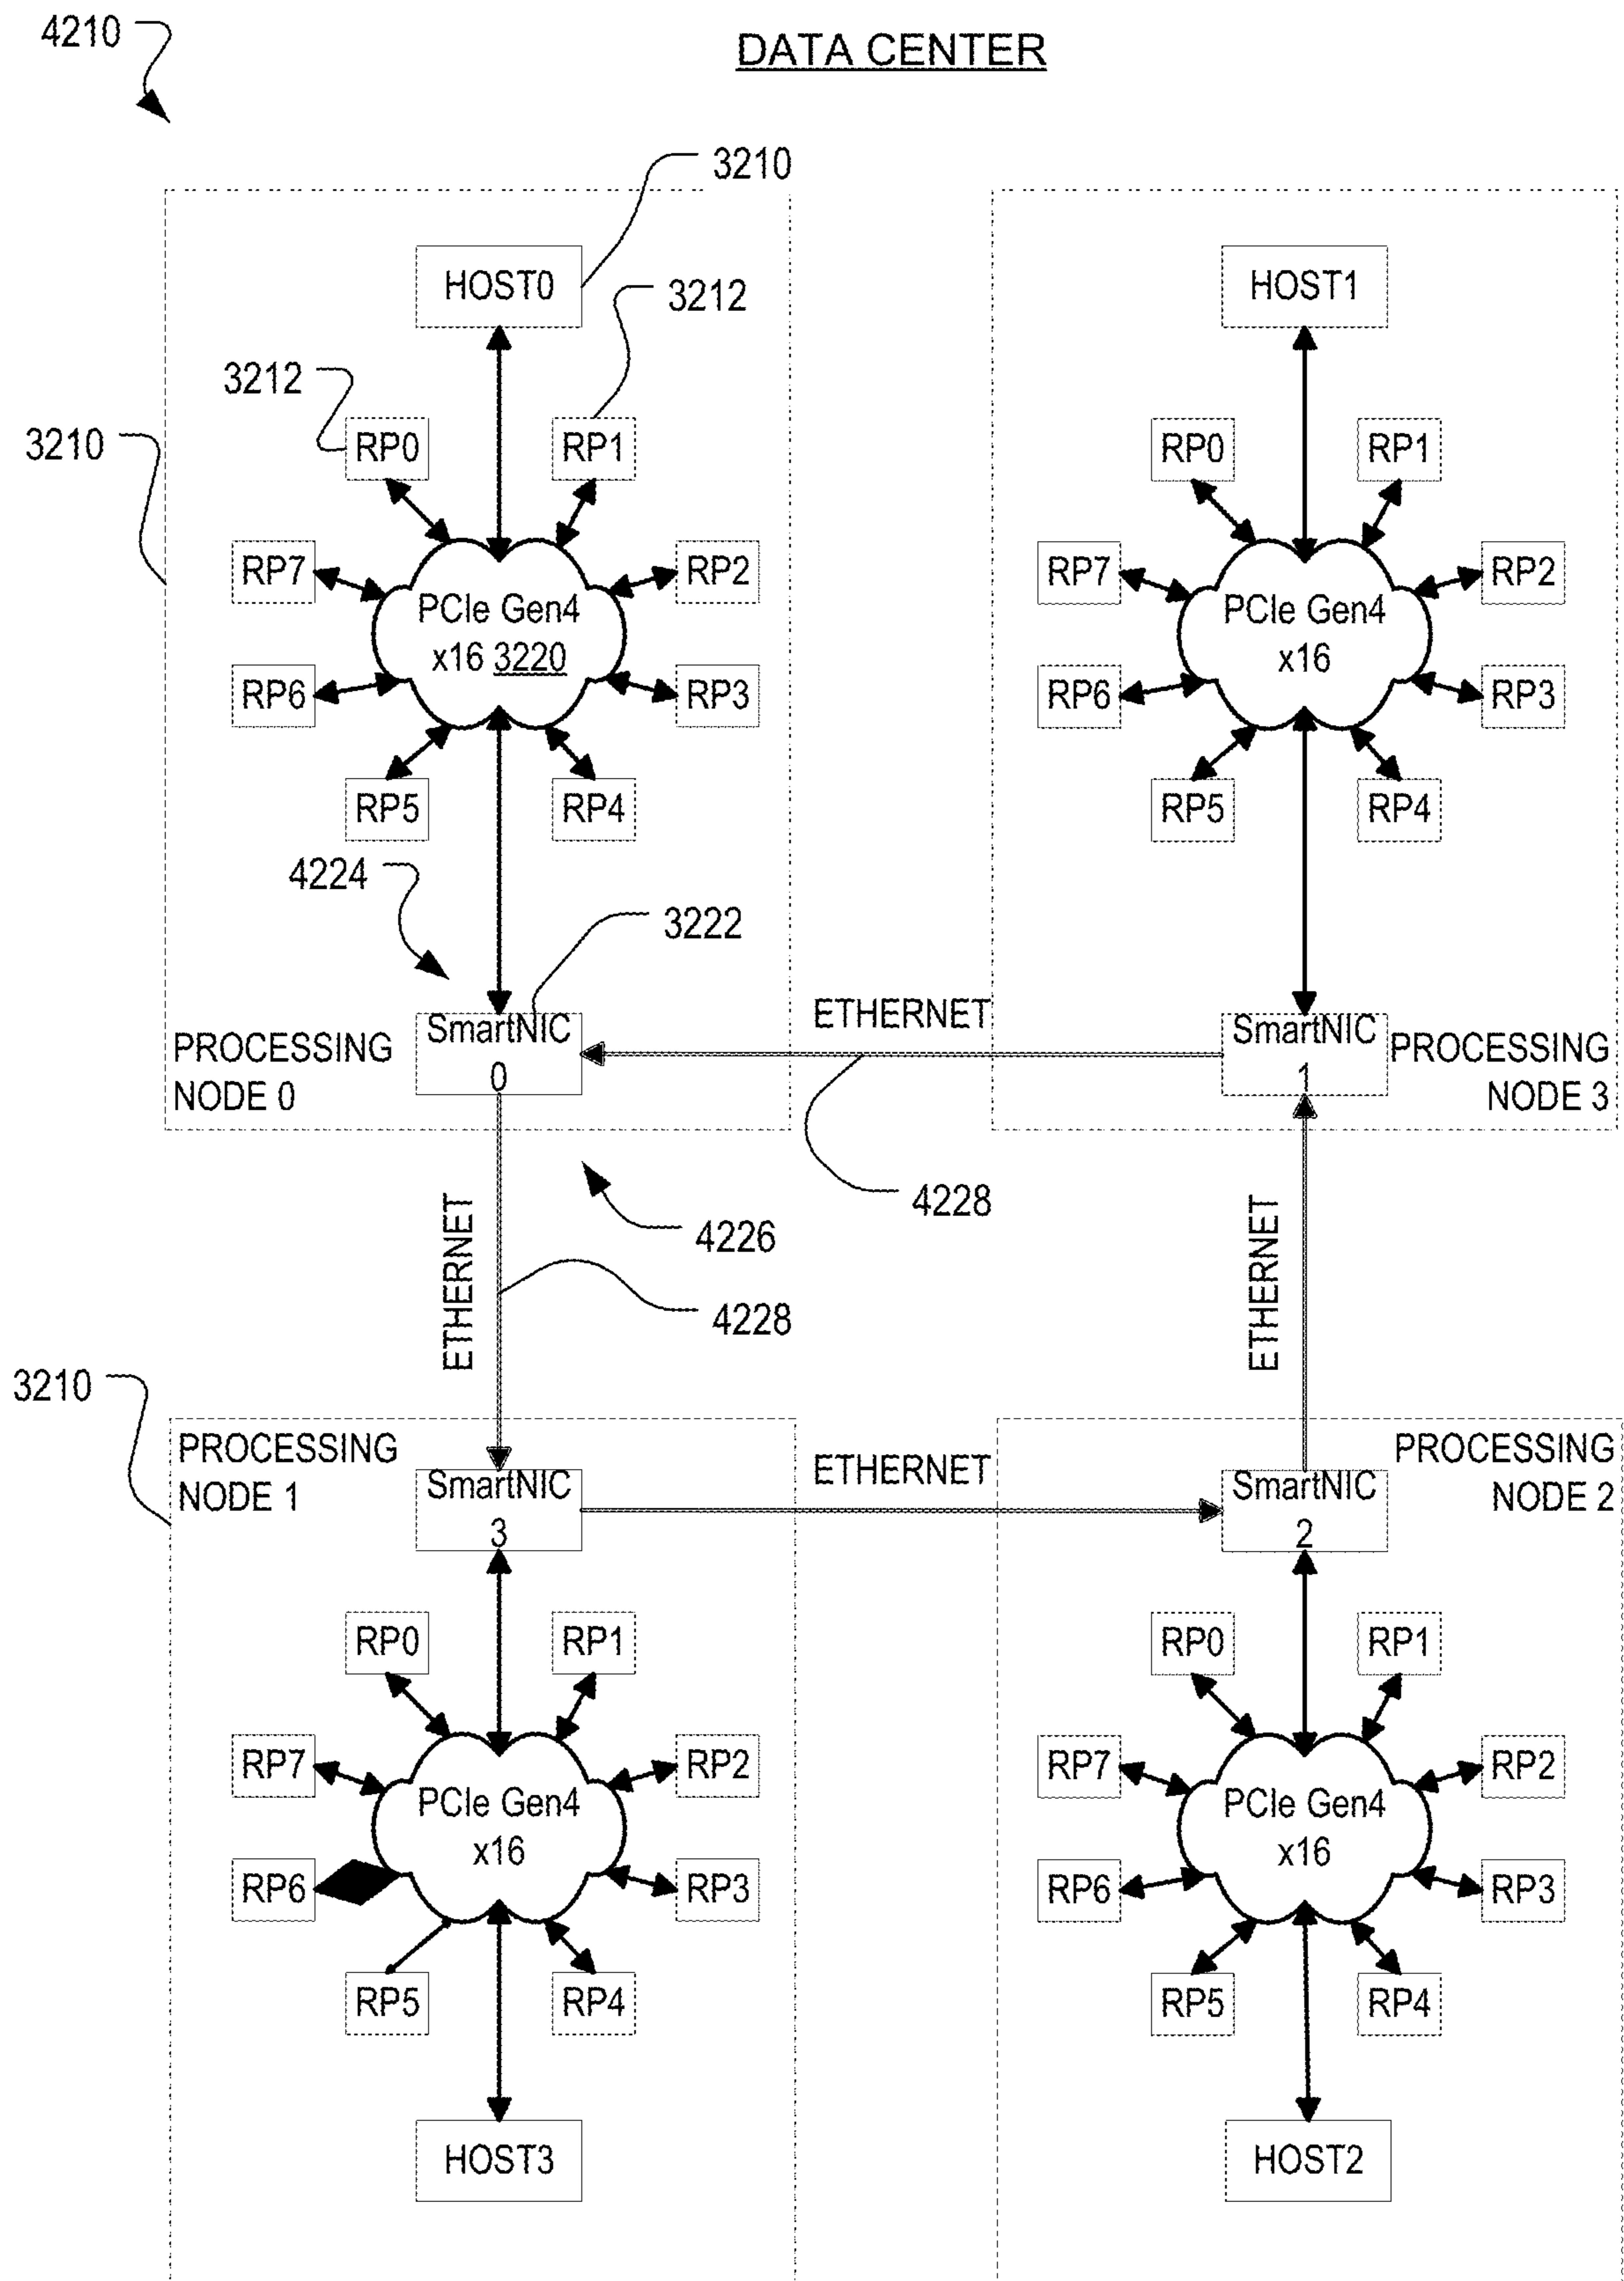 4210
DATA CENTER
3210
HOST0
3212
3212
RP0
RP1
3210
RP7
RP2
PCIe Gen4
x16 3220
RP6
RP3
RP5
RP4
4224
3222
SmartNIC
0
PROCESSING
NODE 0
HOST1
RP0
RP1
RP7
RP2
PCIe Gen4
x16
RP6
RP3
RP5
RP4
ETHERNET
SmartNIC
1
PROCESSING
NODE 3
4228
4226
ETHERNET
4228
ETHERNET
3210
PROCESSING
NODE 1
SmartNIC
3
ETHERNET
RP0
RP1
RP7
RP2
PCIe Gen4
x16
RP6
RP3
RP5
RP4
HOST3
PROCESSING
NODE 2
SmartNIC
2
RP0
RP1
RP7
RP2
PCIe Gen4
x16
RP6
RP3
RP5
RP4
HOST2